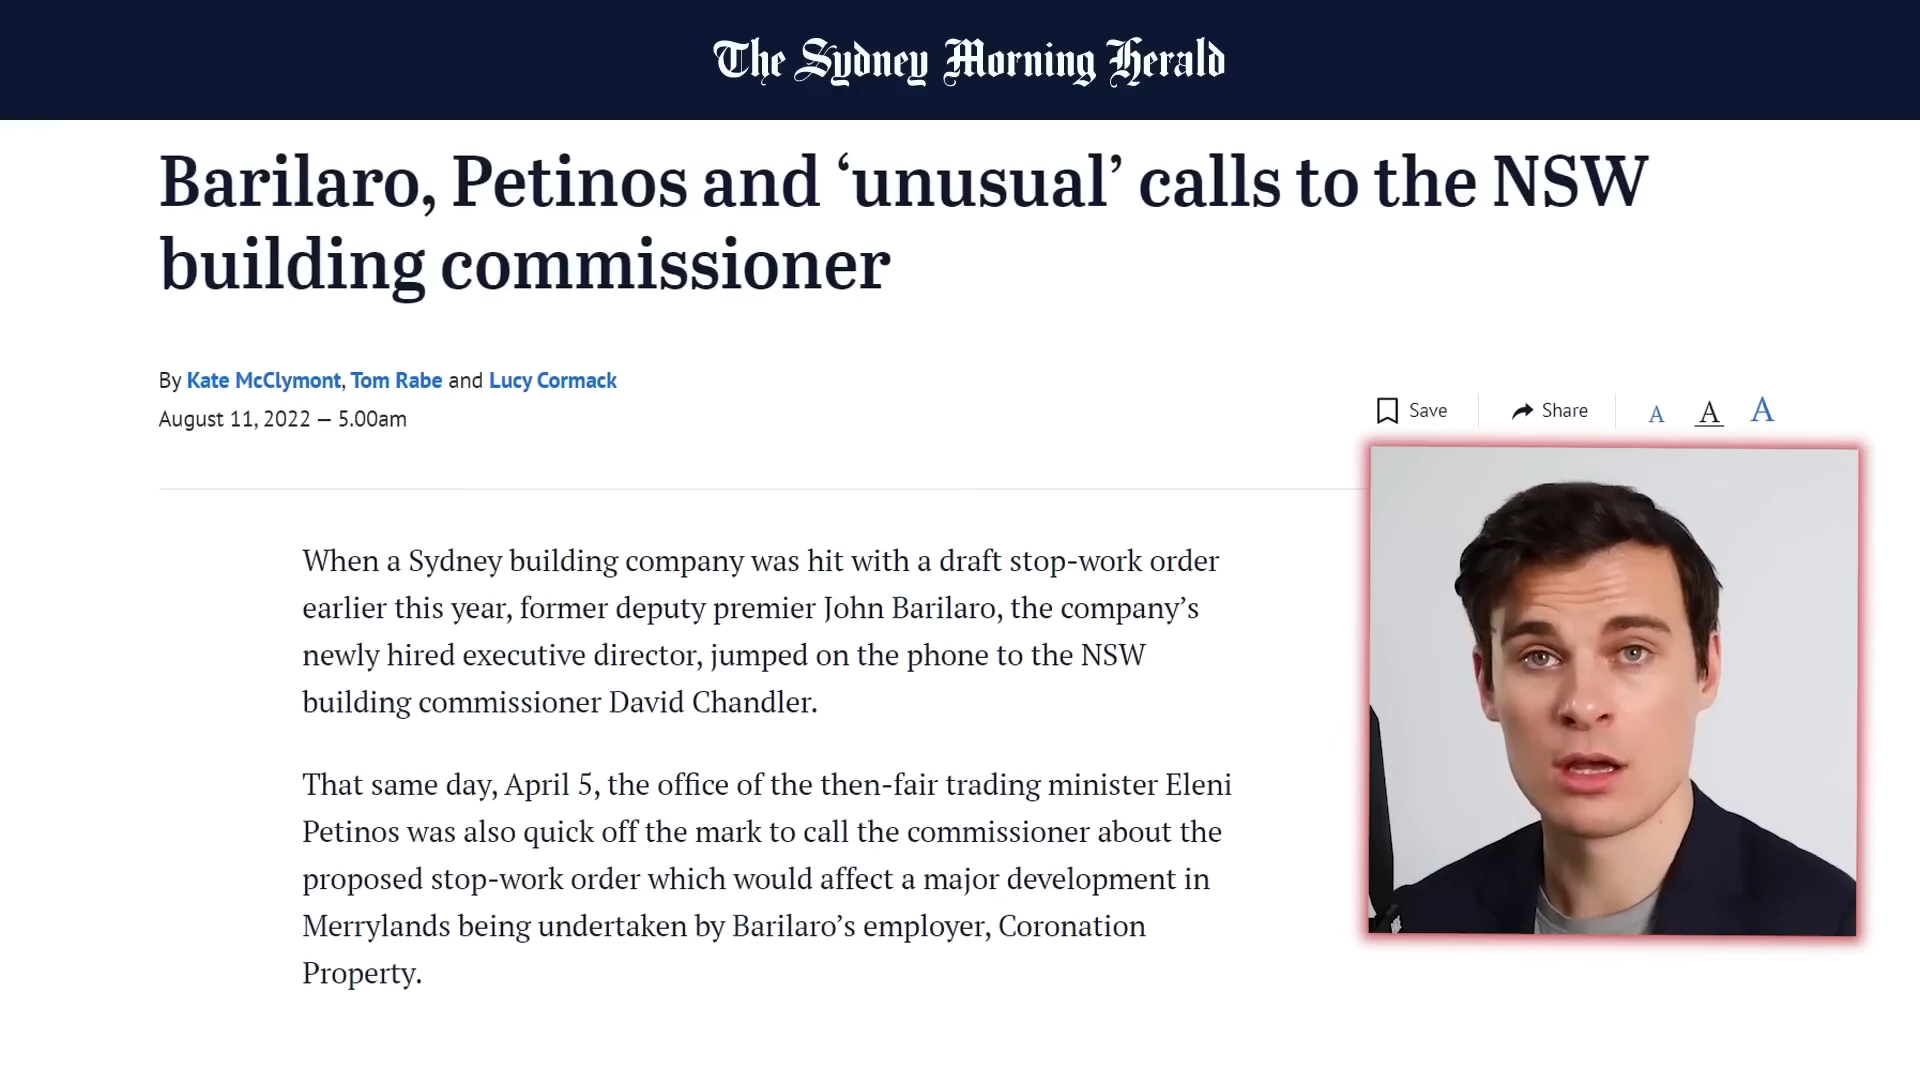 The Sydney Morning Herald
Barilaro, Petinos and ‘unusual’ calls to the NSW
building commissioner
By Kate McClymont, Tom Rabe and Lucy Cormack
August 11, 2022 — 5.00am
Save
Share
A A A
When a Sydney building company was hit with a draft stop-work order
earlier this year, former deputy premier John Barilaro, the company’s
newly hired executive director, jumped on the phone to the NSW
building commissioner David Chandler.
That same day, April 5, the office of the then-fair trading minister Eleni
Petinos was also quick off the mark to call the commissioner about the
proposed stop-work order which would affect a major development in
Merrylands being undertaken by Barilaro’s employer, Coronation
Property.